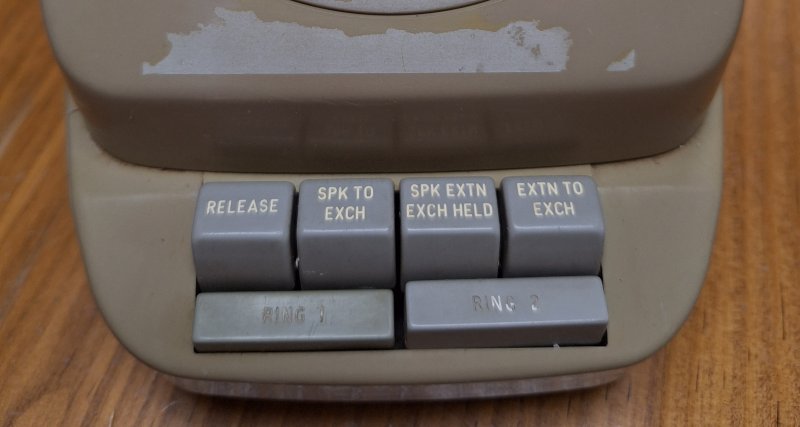 RELEASE
SPK TO
EXCH
SPK EXTN
EXCH HELD
EXTN TO
EXCH
RING 1
RING 2